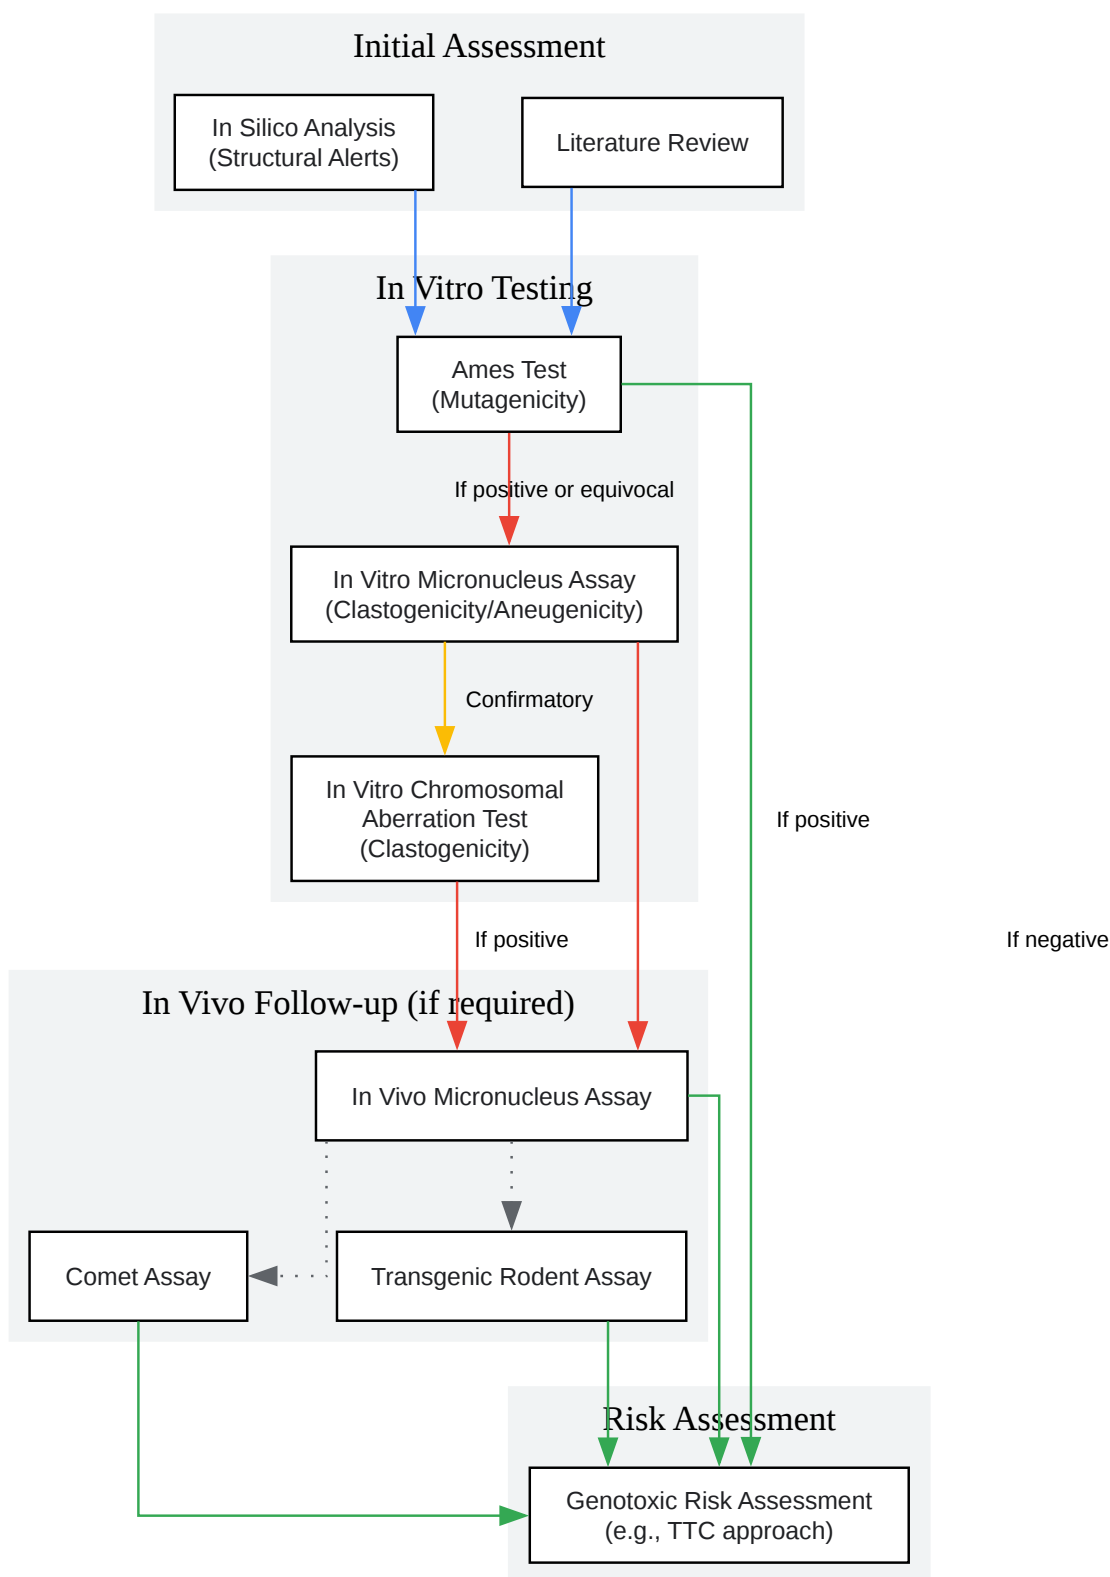 Initial Assessment
In Silico Analysis
(Structural Alerts)
Literature Review
In Vitro Testing
Ames Test
(Mutagenicity)
If positive or equivocal
In Vitro Micronucleus Assay
(Clastogenicity/Aneugenicity)
Confirmatory
In Vitro Chromosomal
Aberration Test
(Clastogenicity)
If positive
If positive
If negative
In Vivo Follow-up (if required)
In Vivo Micronucleus Assay
Comet Assay
Transgenic Rodent Assay
Risk Assessment
Genotoxic Risk Assessment
(e.g., TTC approach)